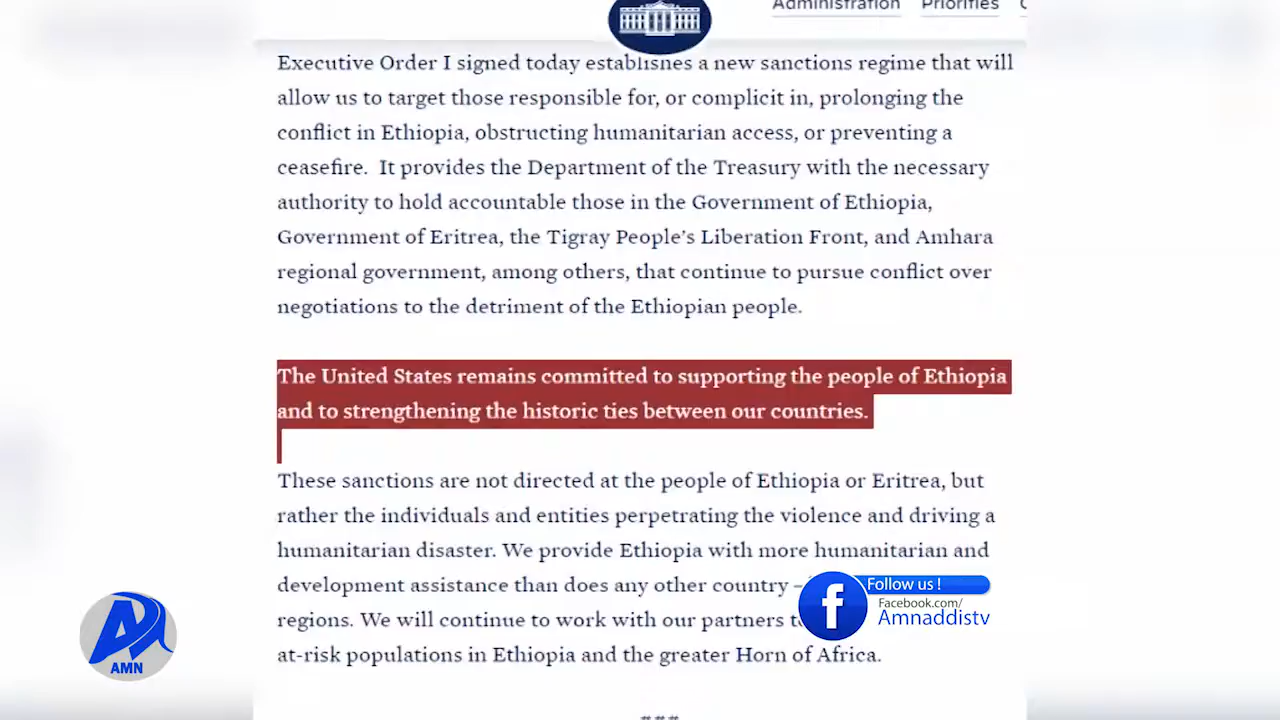 Administration Priorities
Executive Order I signed today establishes a new sanctions regime that will
allow us to target those responsible for, or complicit in, prolonging the
conflict in Ethiopia, obstructing humanitarian access, or preventing a
ceasefire. It provides the Department of the Treasury with the necessary
authority to hold accountable those in the Government of Ethiopia,
Government of Eritrea, the Tigray People’s Liberation Front, and Amhara
regional government, among others, that continue to pursue conflict over
negotiations to the detriment of the Ethiopian people.
The United States remains committed to supporting the people of Ethiopia
and to strengthening the historic ties between our countries.
These sanctions are not directed at the people of Ethiopia or Eritrea, but
rather the individuals and entities perpetrating the violence and driving a
humanitarian disaster. We provide Ethiopia with more humanitarian and
development assistance than does any other country –
regions. We will continue to work with our partners
at-risk populations in Ethiopia and the greater Horn of Africa.
###
Follow us !
Facebook.com/
Amnaddistv
AMN